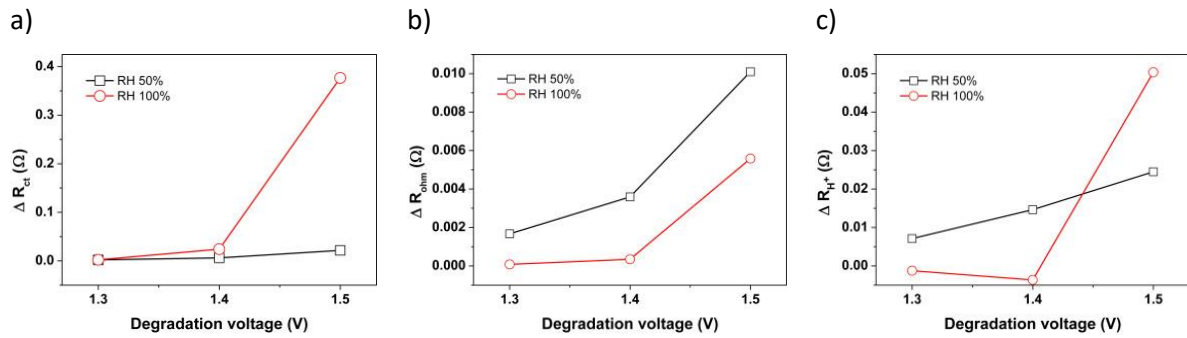 a)
Δ R_ct (Ω)
0.4
0.3
0.2
0.1
0.0
RH 50%
RH 100%
1.3 1.4 1.5
Degradation voltage (V)
b)
Δ R_ohm (Ω)
0.010
0.008
0.006
0.004
0.002
0.000
RH 50%
RH 100%
1.3 1.4 1.5
Degradation voltage (V)
c)
Δ R_H⁺ (Ω)
0.05
0.04
0.03
0.02
0.01
0.00
RH 50%
RH 100%
1.3 1.4 1.5
Degradation voltage (V)